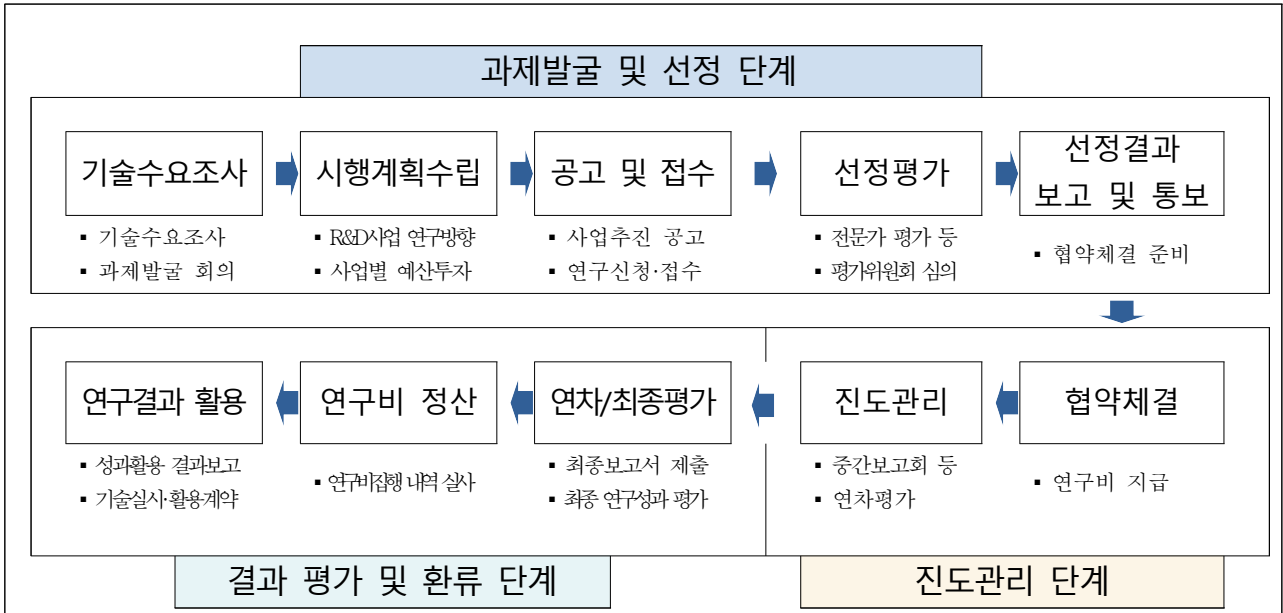 과제발굴 및 선정 단계
기술수요조사
▪ 기술수요조사
▪ 과제발굴 회의
시행계획수립
▪ R&D사업 연구방향
▪ 사업별 예산투자
공고 및 접수
▪ 사업추진 공고
▪ 연구신청·접수
선정평가
▪ 전문가 평가 등
▪ 평가위원회 심의
선정결과
보고 및 통보
▪ 협약체결 준비
협약체결
▪ 연구비 지급
진도관리
▪ 중간보고회 등
▪ 연차평가
진도관리 단계
연차/최종평가
▪ 최종보고서 제출
▪ 최종 연구성과 평가
연구비 정산
▪ 연구비집행 내역 실사
연구결과 활용
▪ 성과활용 결과보고
▪ 기술실시·활용계약
결과 평가 및 환류 단계